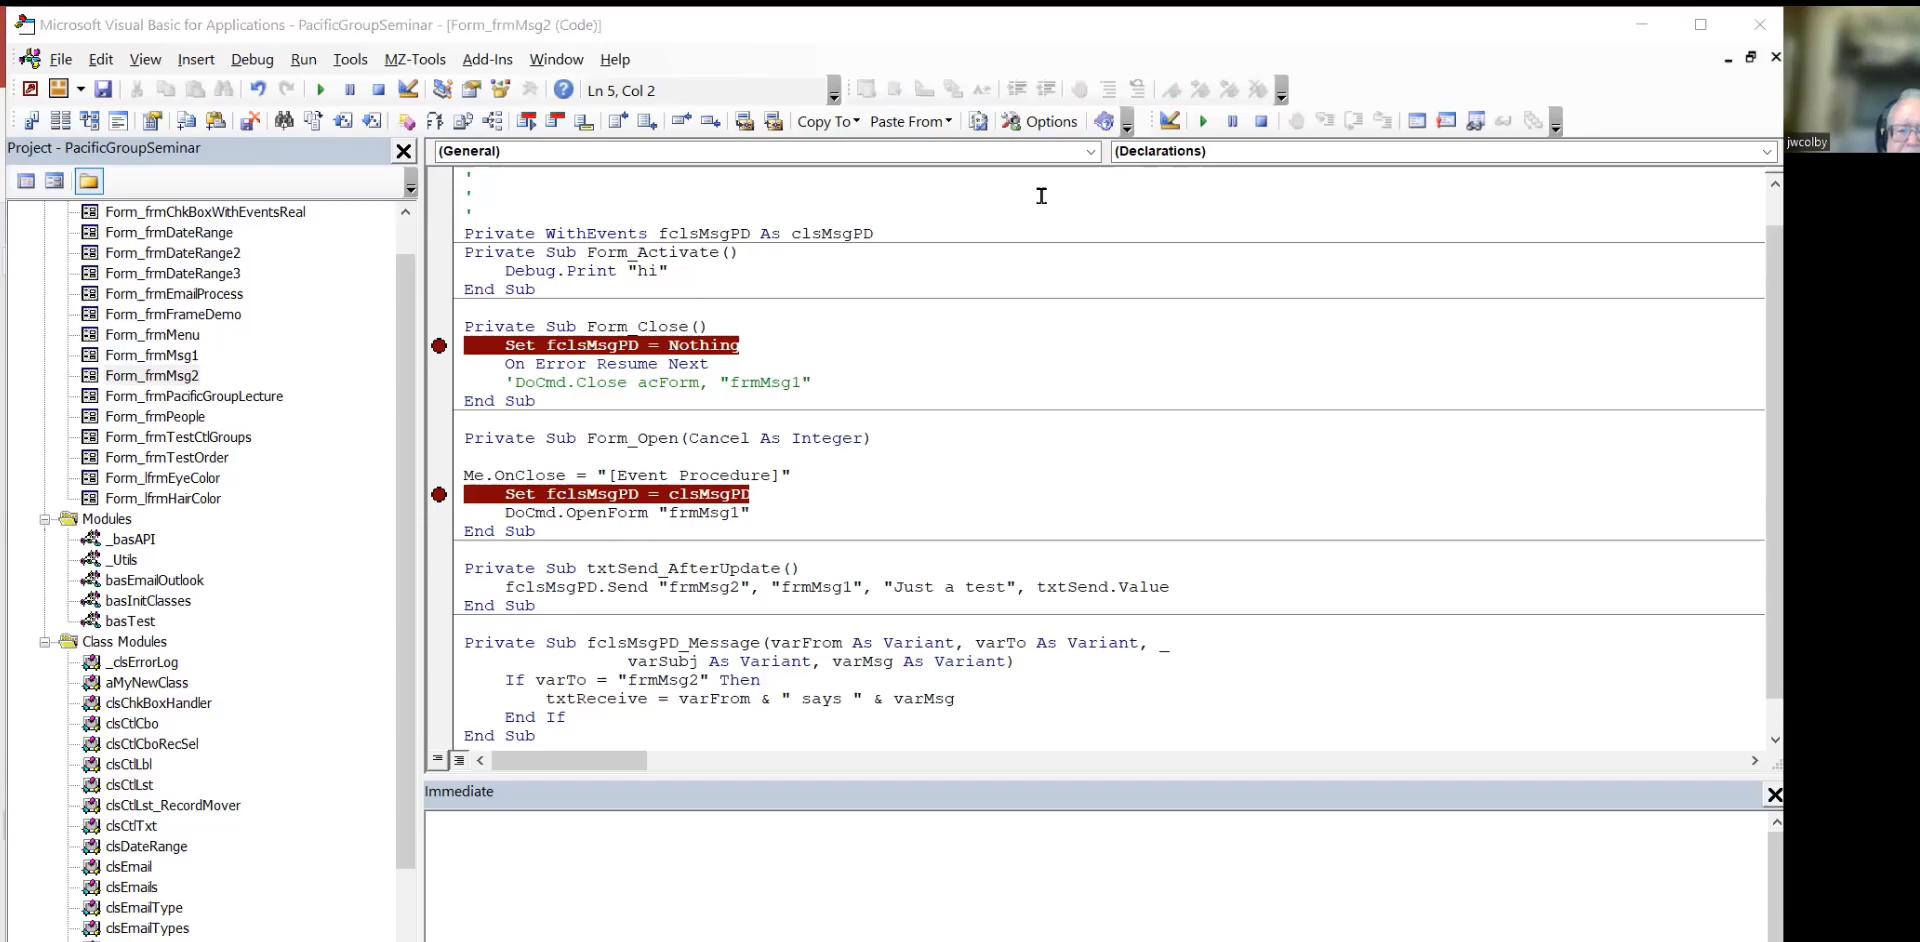 Microsoft Visual Basic for Applications - PacificGroupSeminar - [Form_frmMsg2 (Code)]
File Edit View Insert Debug Run Tools MZ-Tools Add-Ins Window Help
Ln 5, Col 2
Copy To Paste From Options
Project - PacificGroupSeminar
Form_frmChkBoxWithEventsReal
Form_frmDateRange
Form_frmDateRange2
Form_frmDateRange3
Form_frmEmailProcess
Form_frmFrameDemo
Form_frmMenu
Form_frmMsg1
Form_frmMsg2
Form_frmPacificGroupLecture
Form_frmPeople
Form_frmTestCtlGroups
Form_frmTestOrder
Form_lfrmEyeColor
Form_lfrmHairColor
Modules
_basAPI
_Utils
basEmailOutlook
basInitClasses
basTest
Class Modules
_clsErrorLog
aMyNewClass
clsChkBoxHandler
clsCtlCbo
clsCtlCboRecSel
clsCtlLbl
clsCtlLst
clsCtlLst_RecordMover
clsCtlTxt
clsDateRange
clsEmail
clsEmails
clsEmailType
clsEmailTypes
(General) (Declarations)
'
'
'
Private WithEvents fclsMsgPD As clsMsgPD
Private Sub Form_Activate()
Debug.Print "hi"
End Sub
Private Sub Form_Close()
Set fclsMsgPD = Nothing
On Error Resume Next
'DoCmd.Close acForm, "frmMsg1"
End Sub
Private Sub Form_Open(Cancel As Integer)
Me.OnClose = "[Event Procedure]"
Set fclsMsgPD = clsMsgPD
DoCmd.OpenForm "frmMsg1"
End Sub
Private Sub txtSend_AfterUpdate()
fclsMsgPD.Send "frmMsg2", "frmMsg1", "Just a test", txtSend.Value
End Sub
Private Sub fclsMsgPD_Message(varFrom As Variant, varTo As Variant, _
varSubj As Variant, varMsg As Variant)
If varTo = "frmMsg2" Then
txtReceive = varFrom & " says " & varMsg
End If
End Sub
Immediate
jwcolby